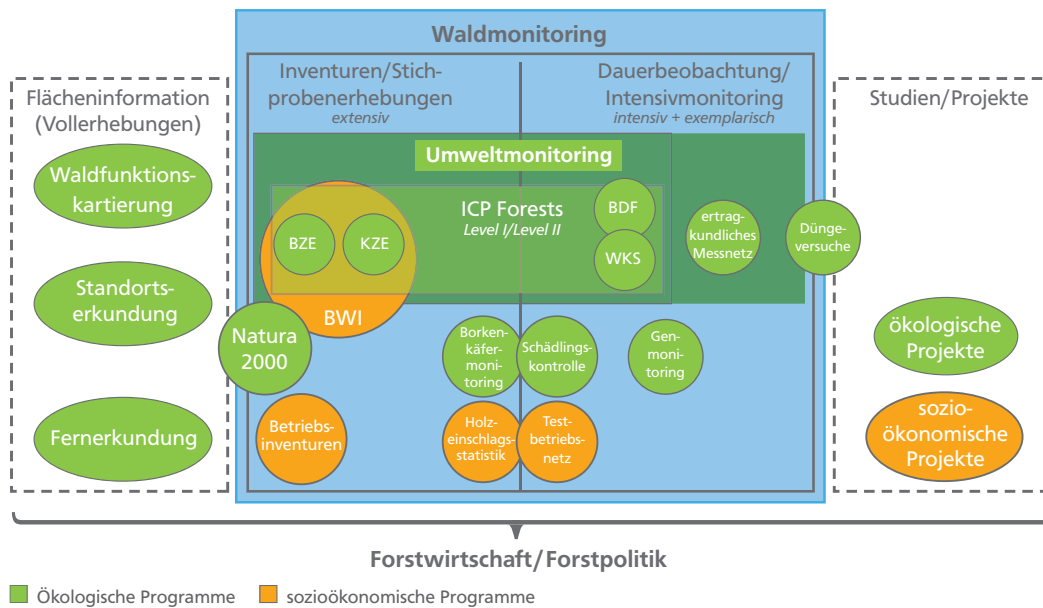 Waldmonitoring
Flächeninformation
(Vollerhebungen)
Waldfunktions-
kartierung
Standorts-
erkundung
Fernerkundung
Inventuren/Stich-
probenerhebungen
extensiv
Dauerbeobachtung/
Intensivmonitoring
intensiv + exemplarisch
Umweltmonitoring
ICP Forests
Level I/Level II
BZE
KZE
BWI
BDF
WKS
ertrag-
kundliches
Messnetz
Dünge-
versuche
Natura
2000
Borken-
käfer-
moni-
toring
Schädlings-
kontrolle
Gen-
moni-
toring
Betriebs-
inventuren
Holz-
einschlags-
statistik
Test-
betriebs-
netz
Studien/Projekte
ökologische
Projekte
sozio-
ökonomische
Projekte
Forstwirtschaft/Forstpolitik
Ökologische Programme
sozioökonomische Programme